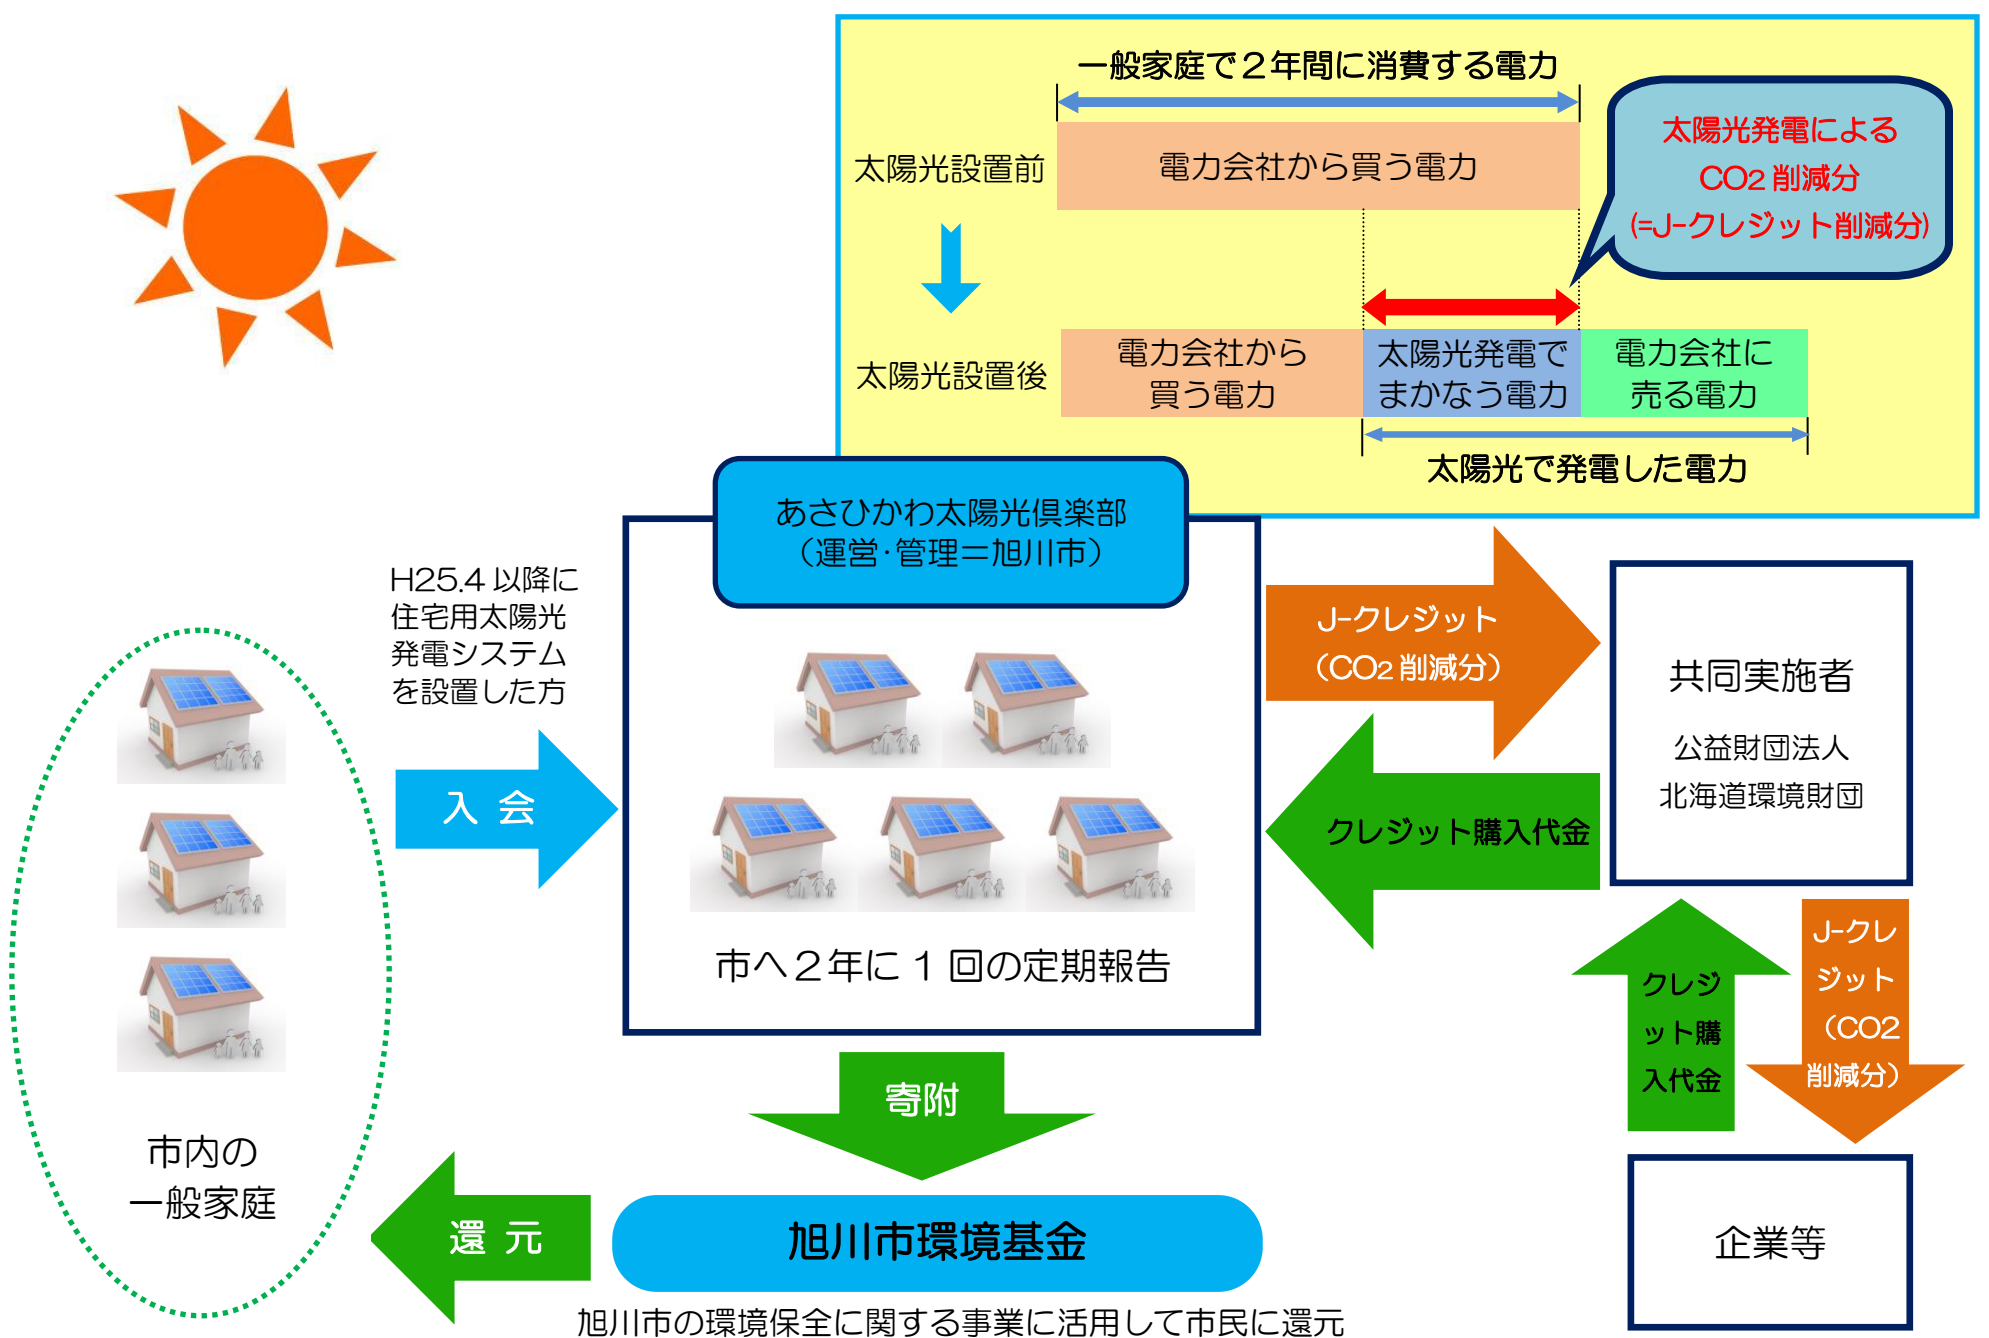 一般家庭で２年間に消費する電力
太陽光設置前
電力会社から買う電力
太陽光発電による
CO2 削減分
(=J-クレジット削減分)
太陽光設置後
電力会社から
買う電力
太陽光発電で
まかなう電力
電力会社に
売る電力
太陽光で発電した電力
あさひかわ太陽光倶楽部
（運営・管理＝旭川市）
H25.4 以降に
住宅用太陽光
発電システム
を設置した方
入 会
市へ２年に 1 回の定期報告
J-クレジット
（CO2 削減分）
クレジット購入代金
共同実施者
公益財団法人
北海道環境財団
クレジ
ット購
入代金
J-クレ
ジット
（CO2
削減分）
企業等
寄附
旭川市環境基金
旭川市の環境保全に関する事業に活用して市民に還元
還 元
市内の
一般家庭